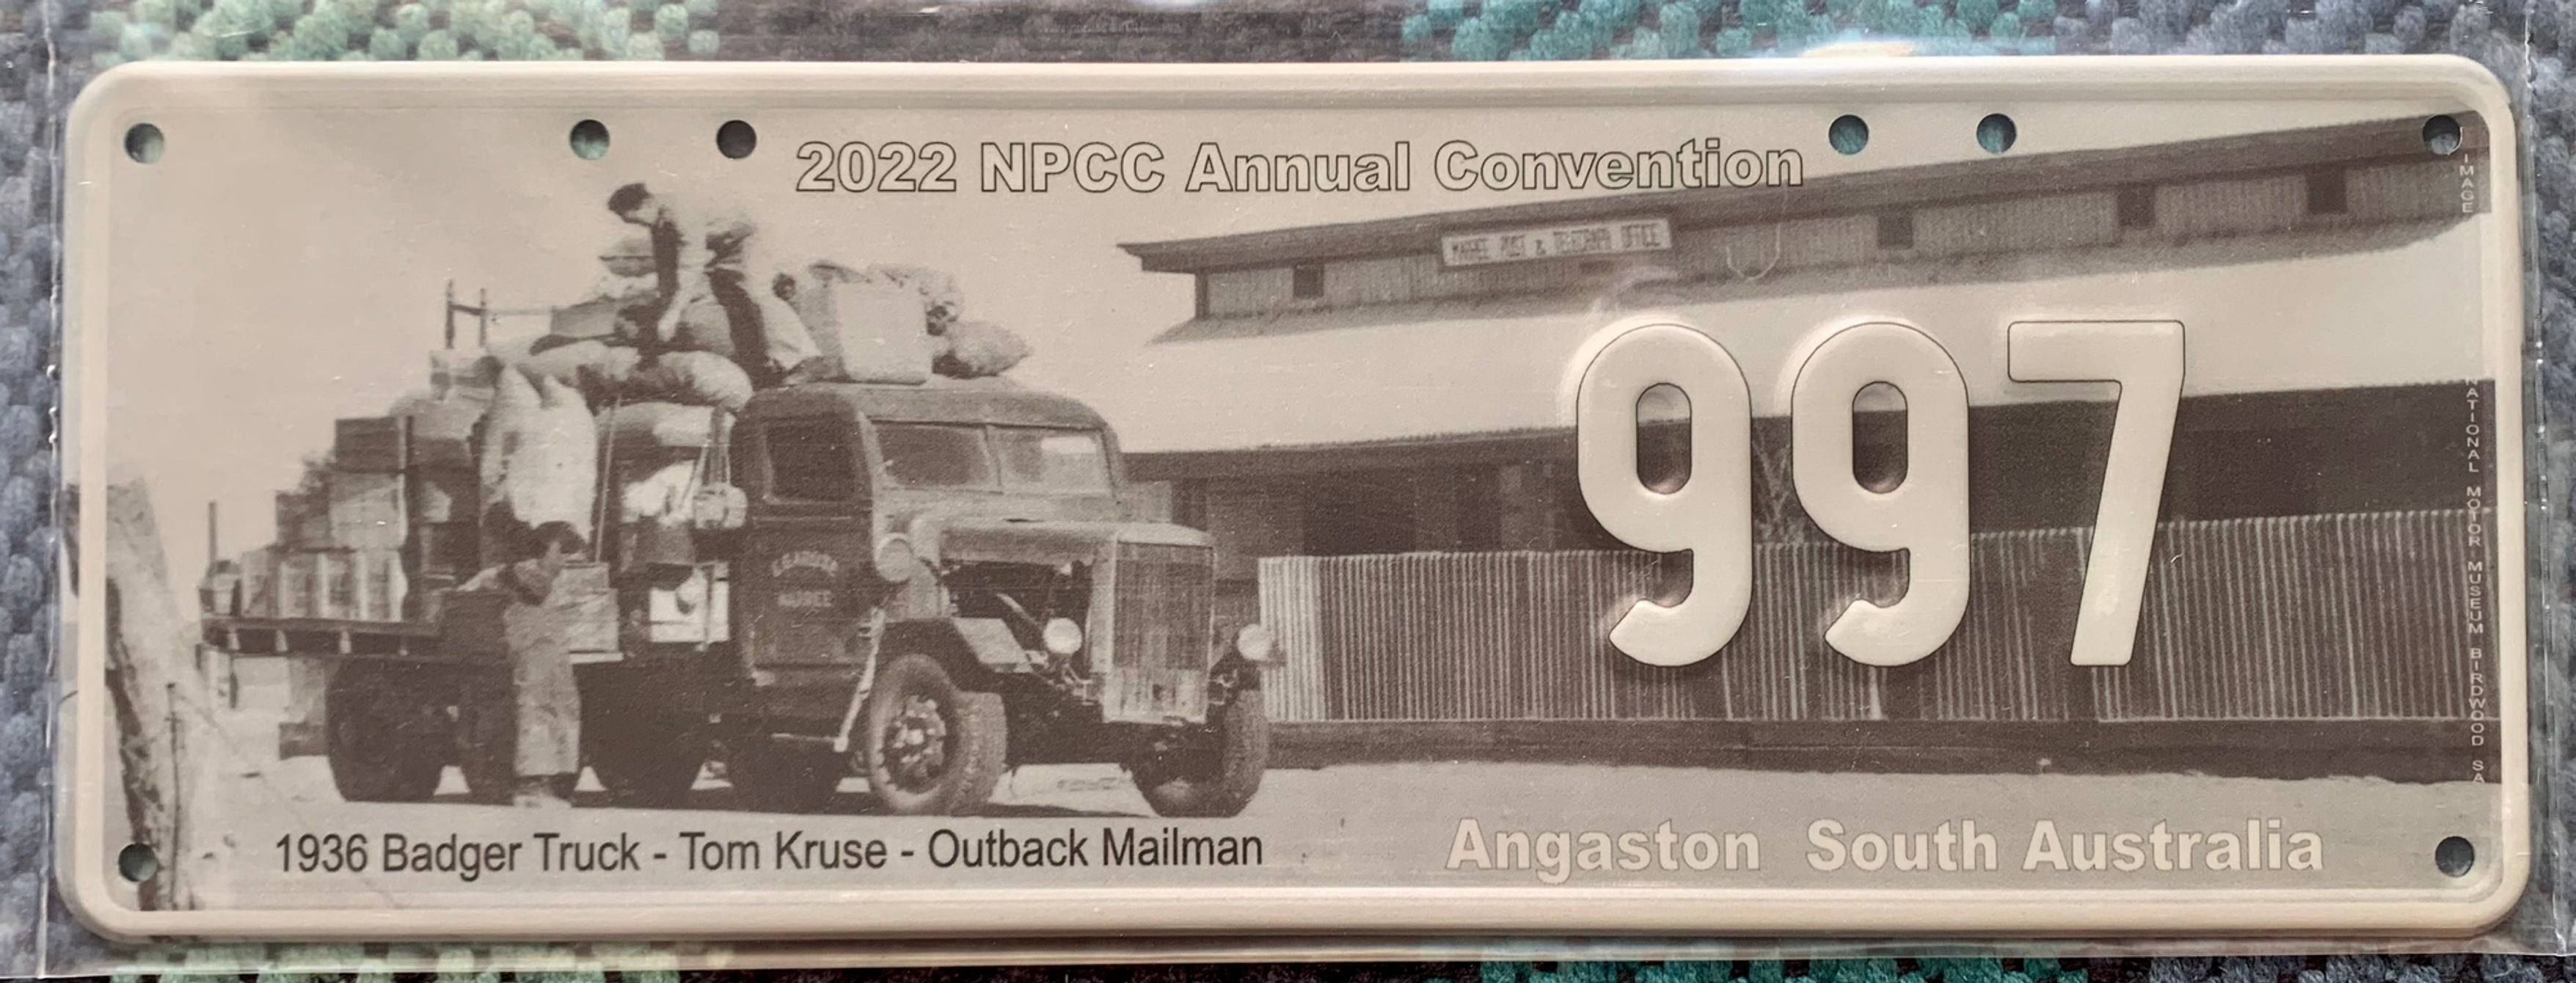 2022 NPCC Annual Convention
MARREE POST & TELEGRAPH OFFICE
997
MARREE
1936 Badger Truck - Tom Kruse - Outback Mailman
Angaston South Australia
IMAGE NATIONAL MOTOR MUSEUM BIRDWOOD SA